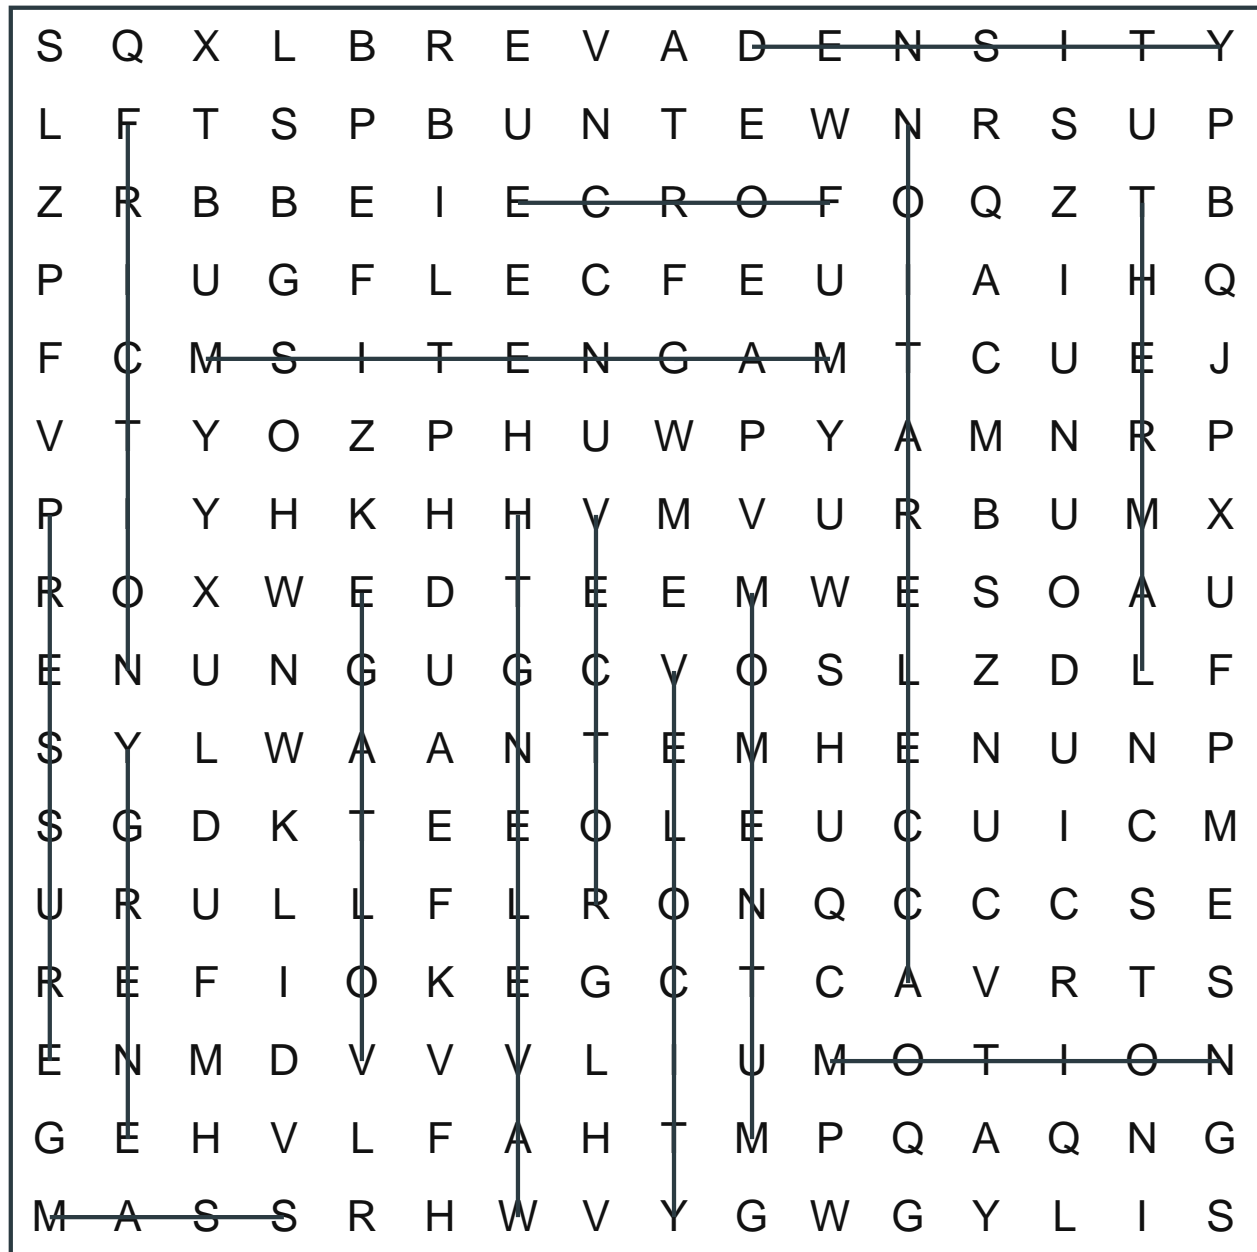 S Q X L B R E V A D E N S I T Y
L F T S P B U N T E W N R S U P
Z R B B E I E C R O F O Q Z T B
P I U G F L E C F E U I A I H Q
F C M S I T E N G A M T C U E J
V T Y O Z P H U W P Y A M N R P
P I Y H K H H V M V U R B U M X
R O X W E D T E E M W E S O A U
E N U N G U G C V O S L Z D L F
S Y L W A A N T E M H E N U N P
S G D K T E E O L E U C U I C M
U R U L L F L R O N Q C C C S E
R E F I O K E G C T C A V R T S
E N M D V V V L I U M O T I O N
G E H V L F A H T M P Q A Q N G
M A S S R H W V Y G W G Y L I S